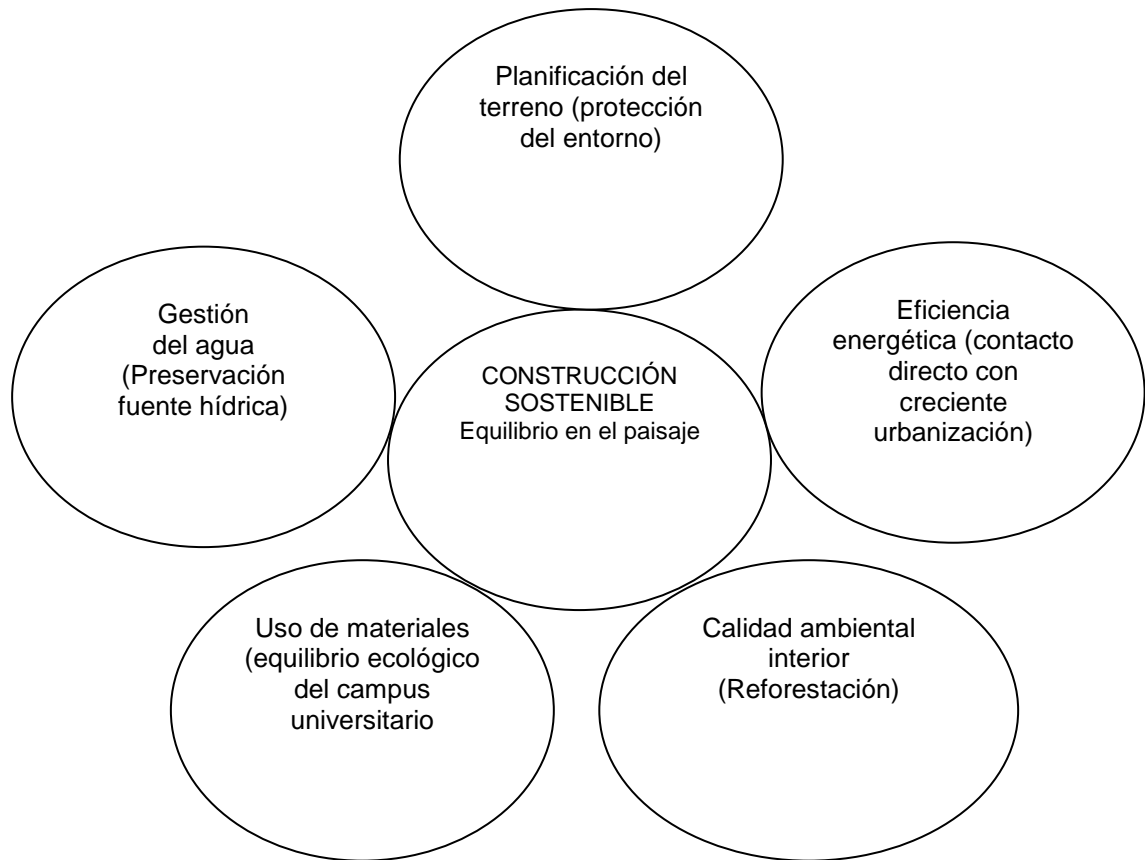 Planificación del
terreno (protección
del entorno)
Gestión
del agua
(Preservación
fuente hídrica)
CONSTRUCCIÓN
SOSTENIBLE
Equilibrio en el paisaje
Eficiencia
energética (contacto
directo con
creciente
urbanización)
Uso de materiales
(equilibrio ecológico
del campus
universitario
Calidad ambiental
interior
(Reforestación)